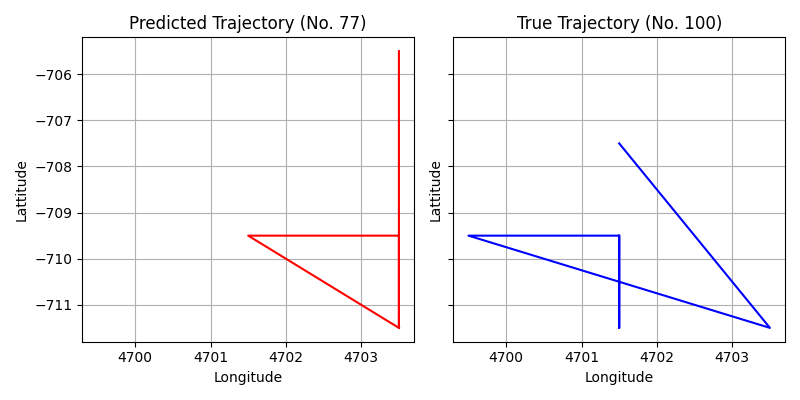 Predicted Trajectory (No. 77)
True Trajectory (No. 100)
−706
−707
−708
−709
−710
−711
Lattitude
Lattitude
4700
4701
4702
4703
4700
4701
4702
4703
Longitude
Longitude